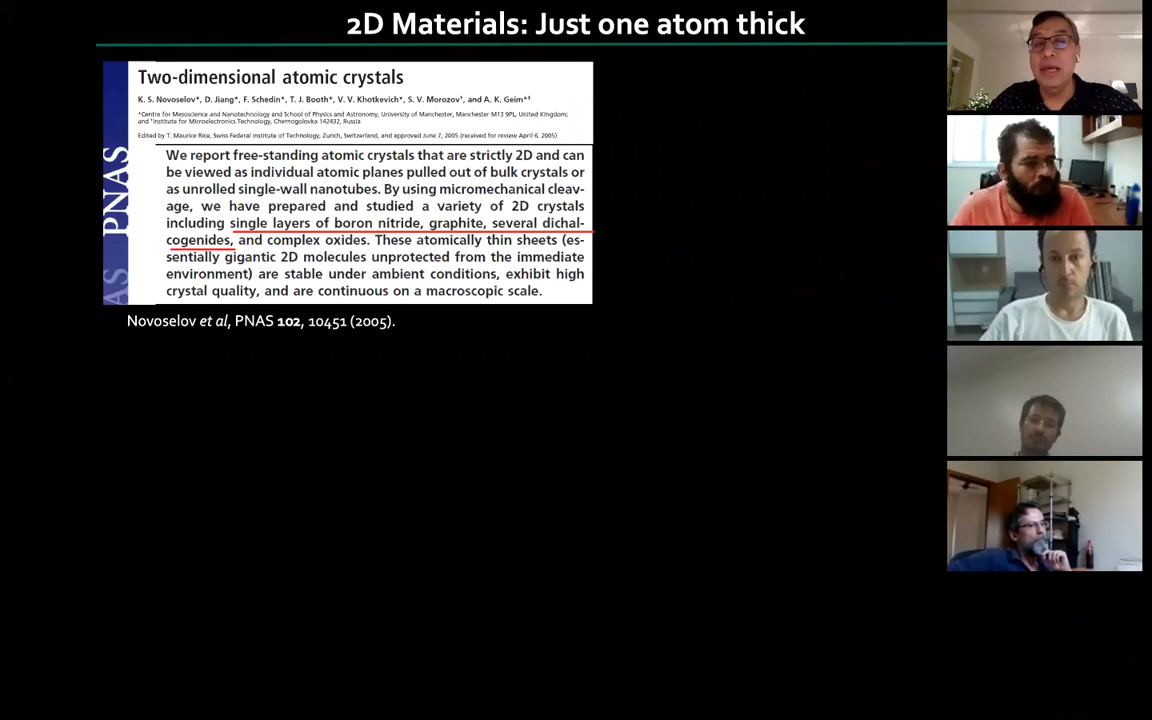 2D Materials: Just one atom thick
Two-dimensional atomic crystals
K. S. Novoselov*, D. Jiang*, F. Schedin*, T. J. Booth*, V. V. Khotkevich*, S. V. Morozov†, and A. K. Geim*‡
*Centre for Mesoscience and Nanotechnology and School of Physics and Astronomy, University of Manchester, Manchester M13 9PL, United Kingdom;
and †Institute for Microelectronics Technology, Chernogolovka 142432, Russia
Edited by T. Maurice Rice, Swiss Federal Institute of Technology, Zurich, Switzerland, and approved June 7, 2005 (received for review April 6, 2005)
We report free-standing atomic crystals that are strictly 2D and can
be viewed as individual atomic planes pulled out of bulk crystals or
as unrolled single-wall nanotubes. By using micromechanical cleav-
age, we have prepared and studied a variety of 2D crystals
including single layers of boron nitride, graphite, several dichal-
cogenides, and complex oxides. These atomically thin sheets (es-
sentially gigantic 2D molecules unprotected from the immediate
environment) are stable under ambient conditions, exhibit high
crystal quality, and are continuous on a macroscopic scale.
PNAS
AS
Novoselov et al, PNAS 102, 10451 (2005).